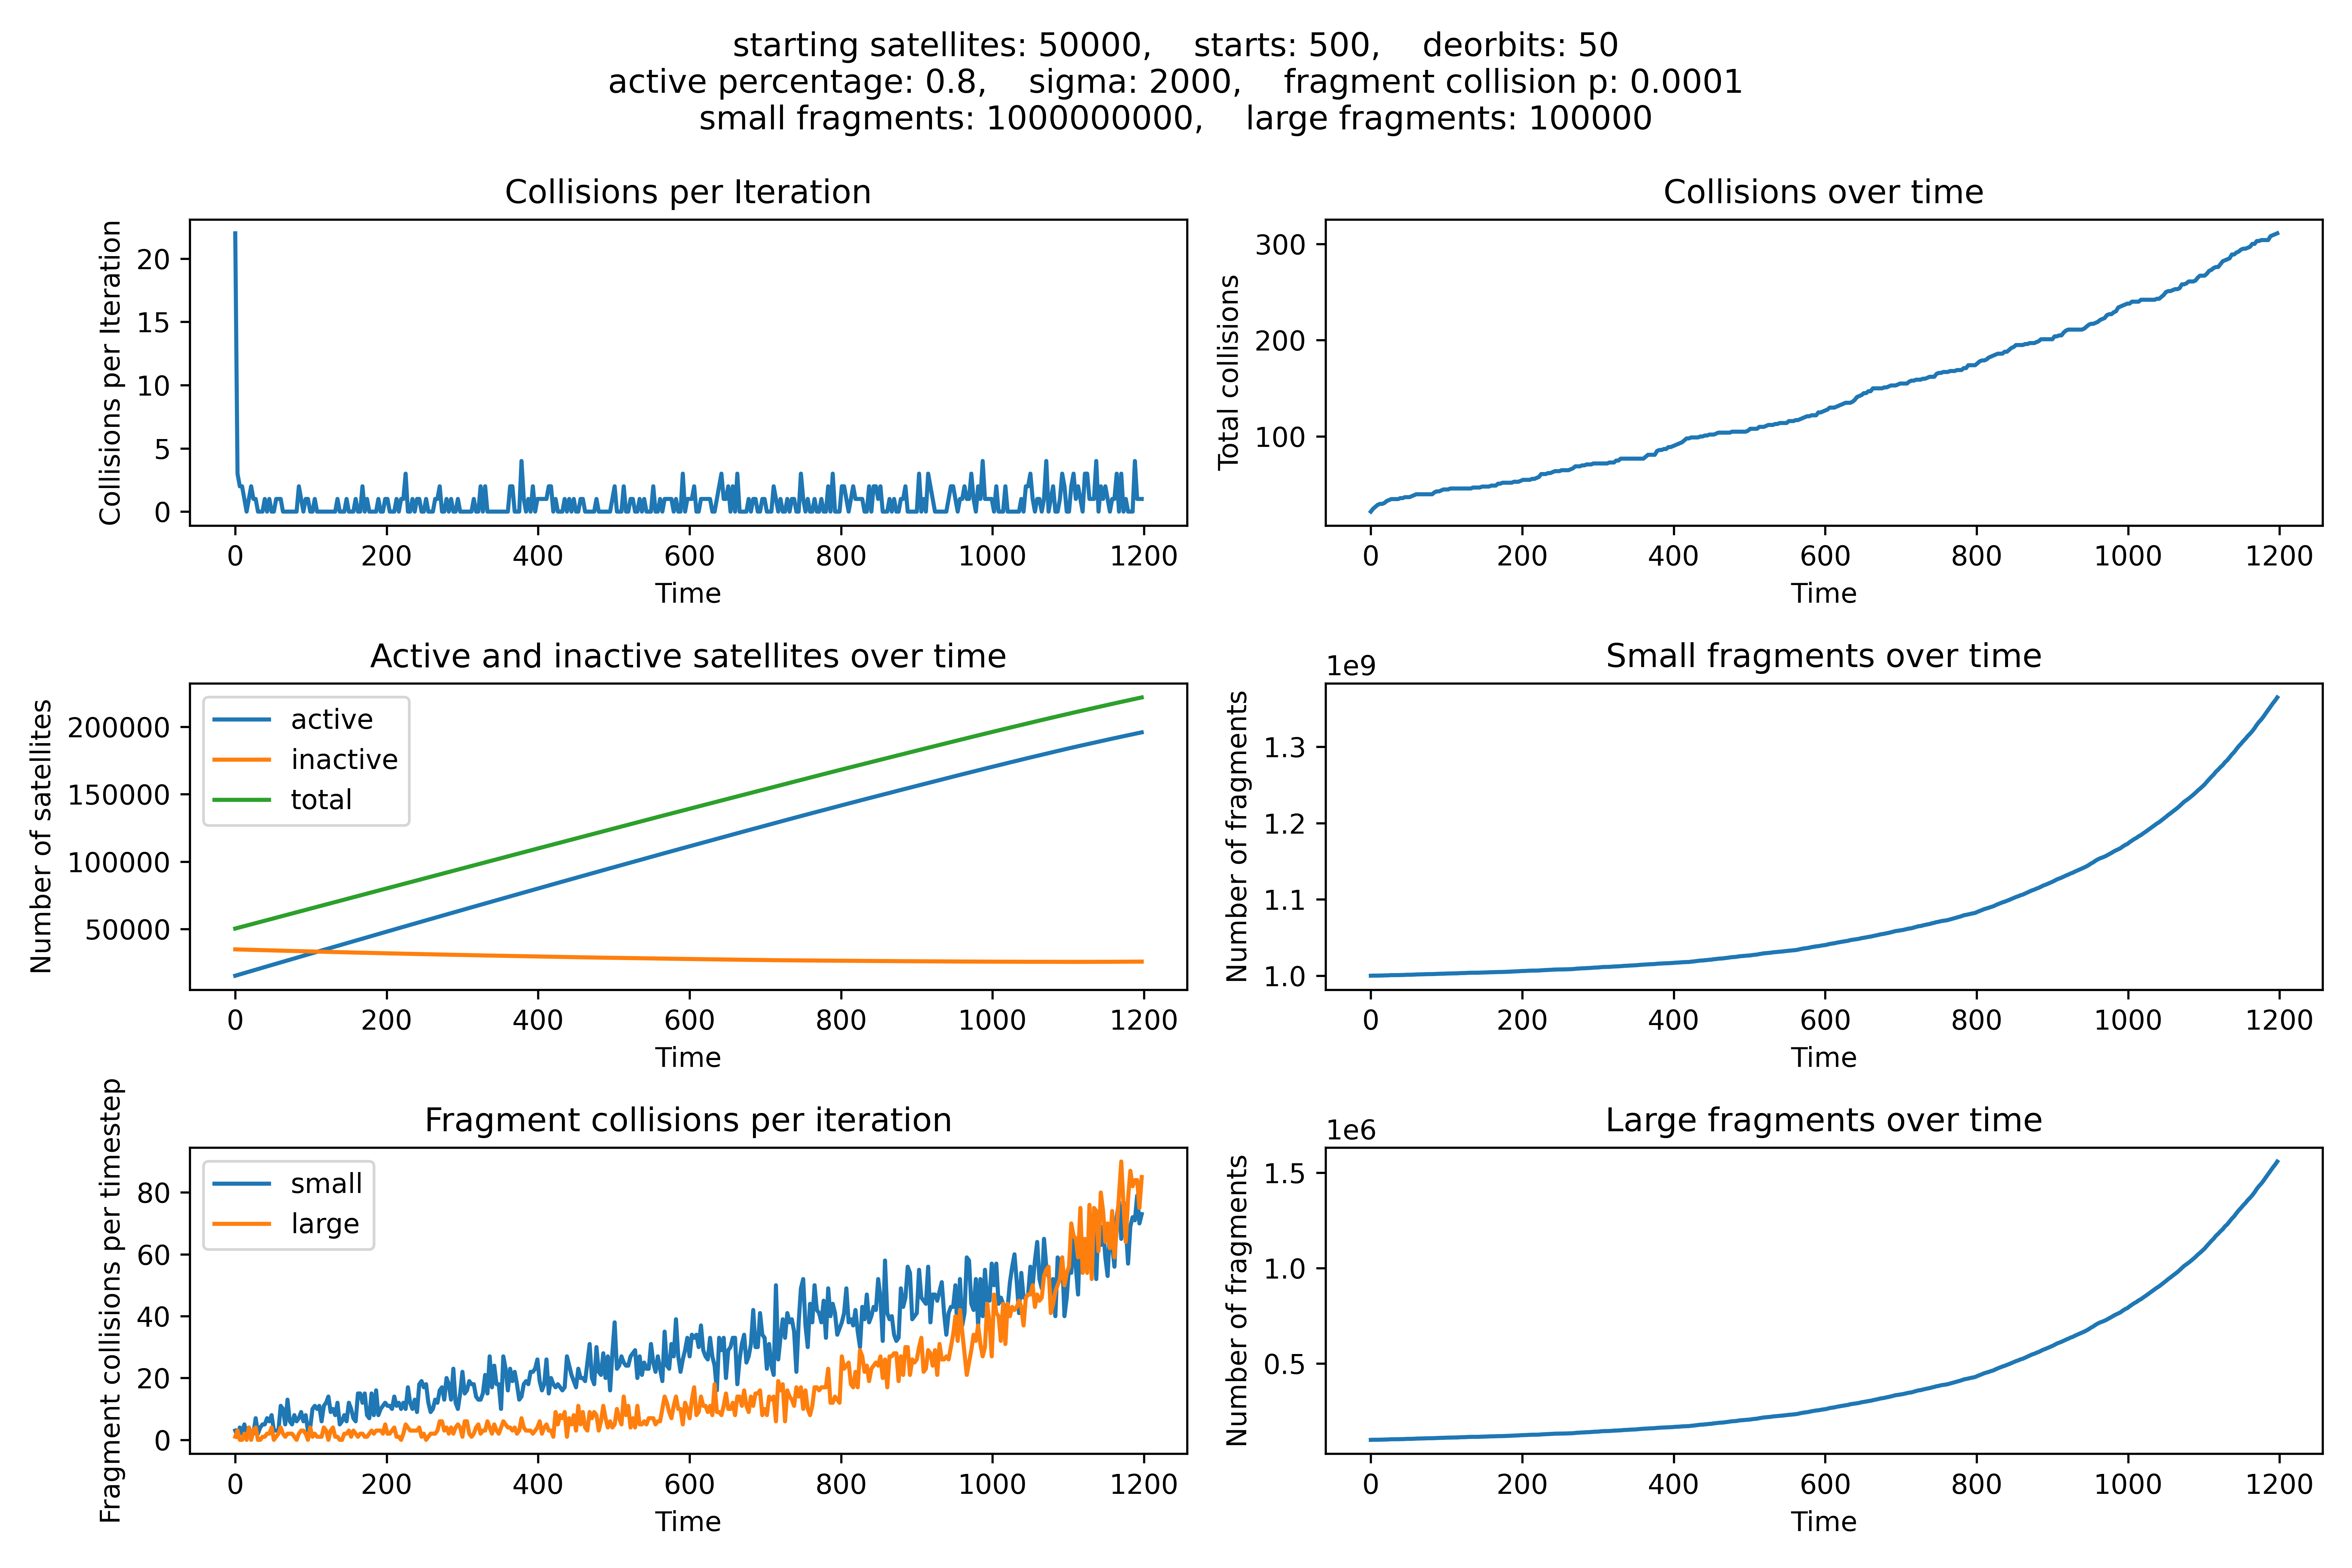 starting satellites: 50000,    starts: 500,    deorbits: 50
active percentage: 0.8,    sigma: 2000,    fragment collision p: 0.0001
small fragments: 1000000000,    large fragments: 100000
Collisions per Iteration
Collisions per Iteration
20
15
10
5
0
0 200 400 600 800 1000 1200
Time
Collisions over time
Total collisions
300
200
100
0 200 400 600 800 1000 1200
Time
Active and inactive satellites over time
Number of satellites
200000
150000
100000
50000
active
inactive
total
0 200 400 600 800 1000 1200
Time
Small fragments over time
1e9
Number of fragments
1.3
1.2
1.1
1.0
0 200 400 600 800 1000 1200
Time
Fragment collisions per iteration
Fragment collisions per timestep
80
60
40
20
0
small
large
0 200 400 600 800 1000 1200
Time
Large fragments over time
1e6
Number of fragments
1.5
1.0
0.5
0 200 400 600 800 1000 1200
Time